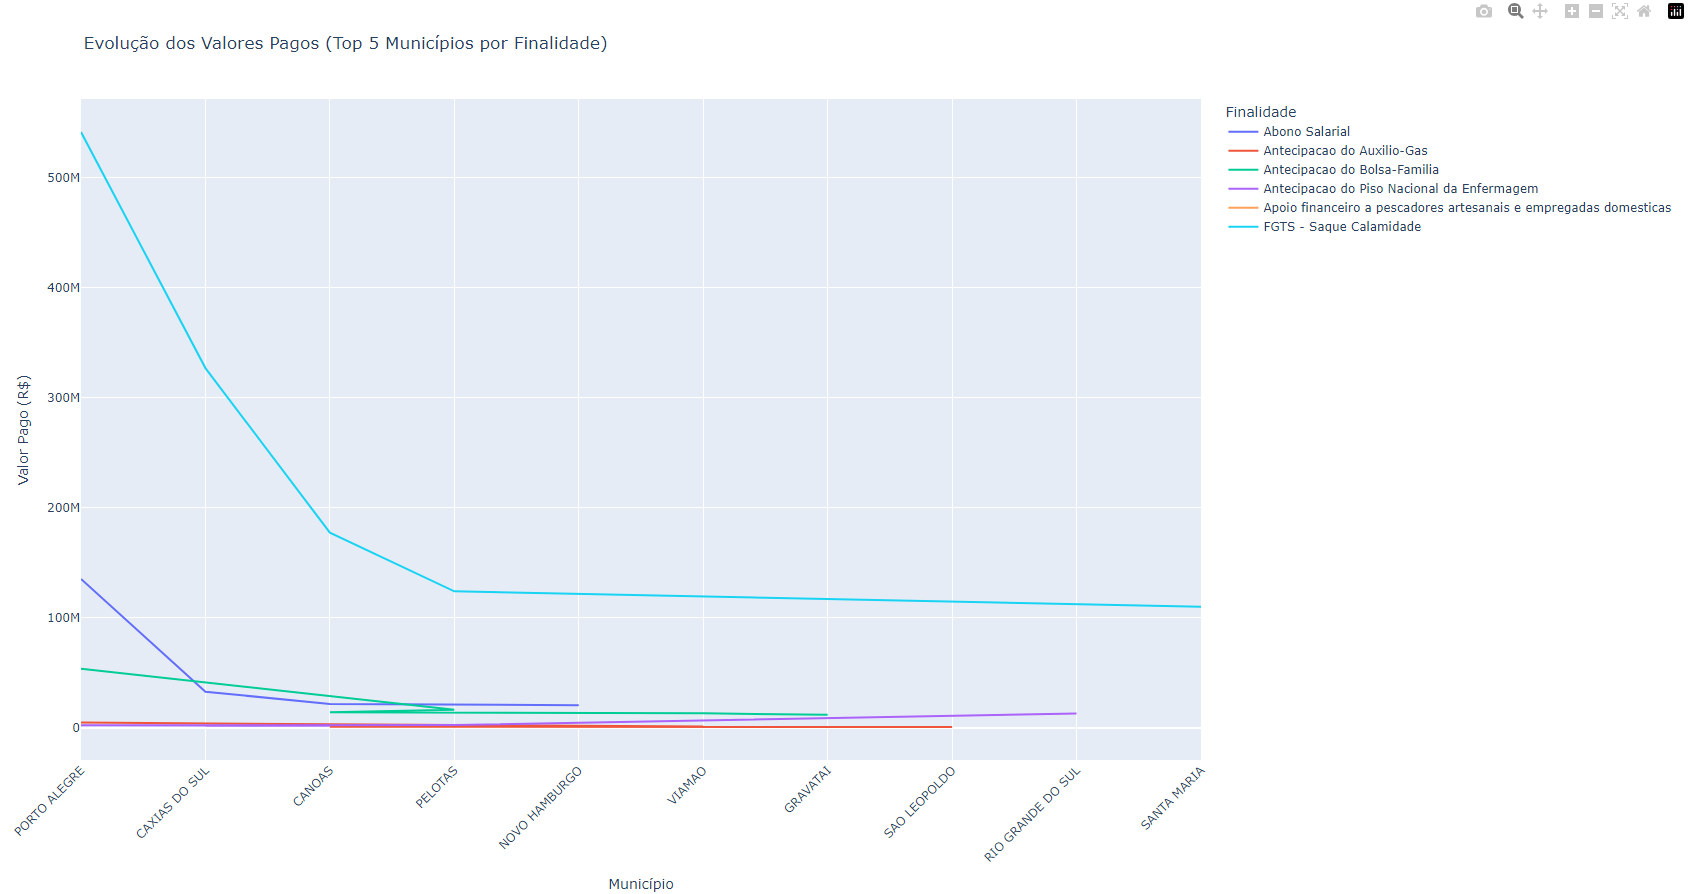 Evolução dos Valores Pagos (Top 5 Municípios por Finalidade)
Finalidade
Abono Salarial
Antecipacao do Auxilio-Gas
Antecipacao do Bolsa-Familia
Antecipacao do Piso Nacional da Enfermagem
Apoio financeiro a pescadores artesanais e empregadas domesticas
FGTS - Saque Calamidade
Valor Pago (R$)
500M
400M
300M
200M
100M
0
PORTO ALEGRE
CAXIAS DO SUL
CANOAS
PELOTAS
NOVO HAMBURGO
VIAMAO
GRAVATAI
SAO LEOPOLDO
RIO GRANDE DO SUL
SANTA MARIA
Município